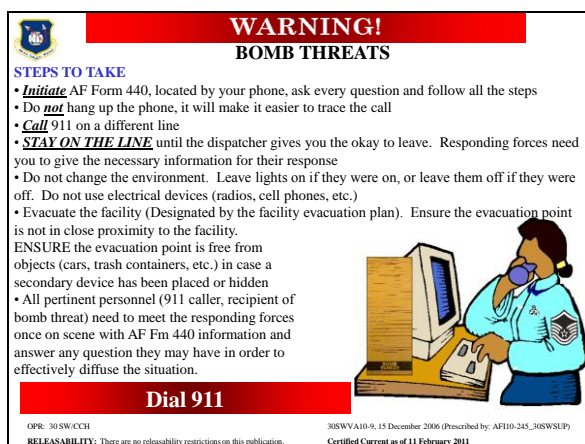 WARNING!
BOMB THREATS
STEPS TO TAKE
• Initiate AF Form 440, located by your phone, ask every question and follow all the steps
• Do not hang up the phone, it will make it easier to trace the call
• Call 911 on a different line
• STAY ON THE LINE until the dispatcher gives you the okay to leave. Responding forces need
you to give the necessary information for their response
• Do not change the environment. Leave lights on if they were on, or leave them off if they were
off. Do not use electrical devices (radios, cell phones, etc.)
• Evacuate the facility (Designated by the facility evacuation plan). Ensure the evacuation point
is not in close proximity to the facility.
ENSURE the evacuation point is free from
objects (cars, trash containers, etc.) in case a
secondary device has been placed or hidden
• All pertinent personnel (911 caller, recipient of
bomb threat) need to meet the responding forces
once on scene with AF Fm 440 information and
answer any question they may have in order to
effectively diffuse the situation.
BOMB
THREAT
Dial 911
OPR: 30 SW/CCH
30SWVA10-9, 15 December 2006 (Prescribed by: AFI10-245_30SWSUP)
RELEASABILITY: There are no releasability restrictions on this publication.
Certified Current as of 11 February 2011